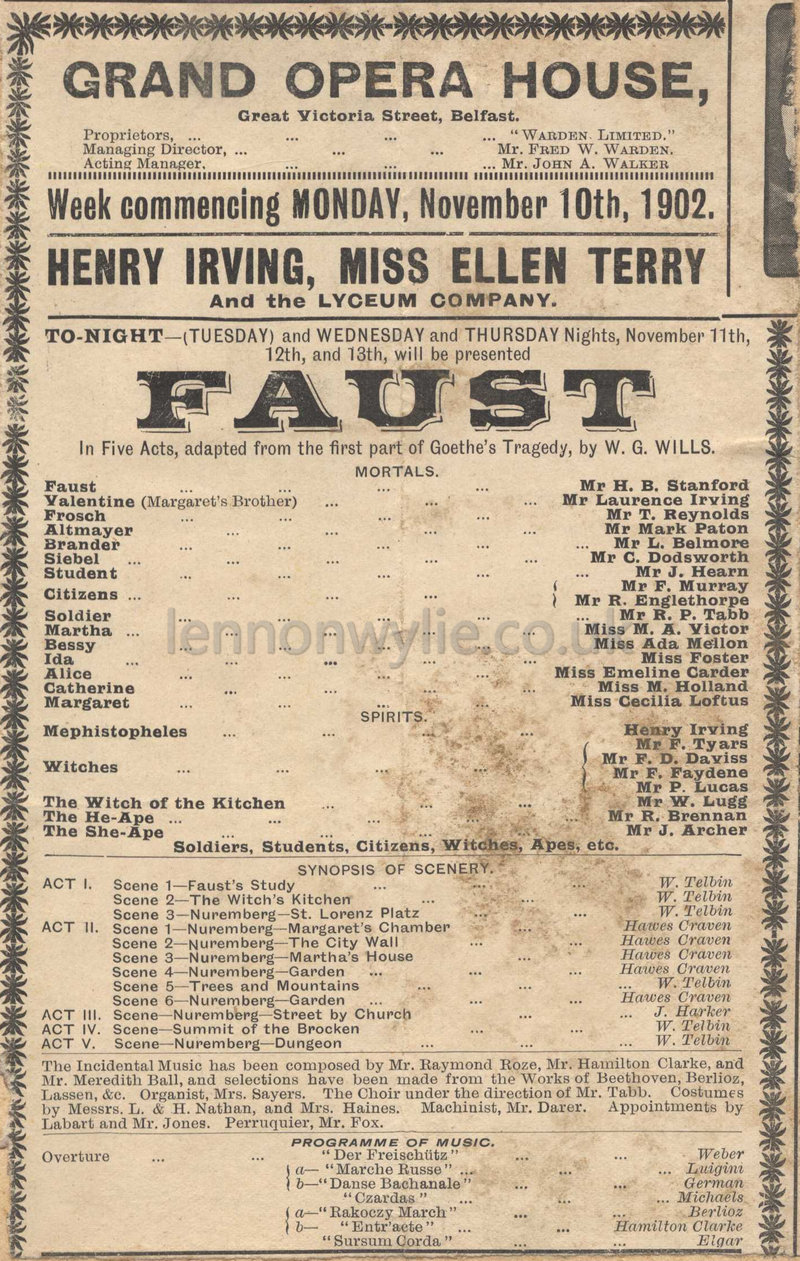 GRAND OPERA HOUSE,
Great Victoria Street, Belfast.
Proprietors, ... ... ... ... "WARDEN LIMITED."
Managing Director, ... ... ... Mr. FRED W. WARDEN.
Acting Manager. ... ... ... Mr. JOHN A. WALKER
Week commencing MONDAY, November 10th, 1902.
HENRY IRVING, MISS ELLEN TERRY
And the LYCEUM COMPANY.
TO-NIGHT—(TUESDAY) and WEDNESDAY and THURSDAY Nights, November 11th,
12th, and 13th, will be presented
FAUST
In Five Acts, adapted from the first part of Goethe's Tragedy, by W. G. WILLS.
MORTALS.
Faust ... ... ... ... Mr H. B. Stanford
Valentine (Margaret's Brother) ... ... ... Mr Laurence Irving
Frosch ... ... ... ... Mr T. Reynolds
Altmayer ... ... ... ... Mr Mark Paton
Brander ... ... ... ... ... Mr L. Belmore
Siebel ... ... ... ... ... Mr C. Dodsworth
Student ... ... ... ... ... Mr J. Hearn
Citizens ... ... ... ... { Mr F. Murray
} Mr R. Englethorpe
Soldier ... ... ... ... ... Mr R. P. Tabb
Martha ... ... ... ... ... Miss M. A. Victor
Bessy ... ... ... ... Miss Ada Mellon
Ida ... ... ... ... ... Miss Foster
Alice ... ... ... ... Miss Emeline Carder
Catherine ... ... ... ... Miss M. Holland
Margaret ... ... ... ... Miss Cecilia Loftus
SPIRITS.
Mephistopheles ... ... ... ... Henry Irving
Witches ... ... ... ... { Mr F. Tyars
Mr F. D. Daviss
Mr F. Faydene
Mr P. Lucas
The Witch of the Kitchen ... ... ... Mr W. Lugg
The He-Ape ... ... ... ... ... Mr R. Brennan
The She-Ape ... ... ... ... Mr J. Archer
Soldiers, Students, Citizens, Witches, Apes, etc.
SYNOPSIS OF SCENERY.
ACT I. Scene 1—Faust's Study ... ... ... W. Telbin
Scene 2—The Witch's Kitchen ... ... ... W. Telbin
Scene 3—Nuremberg—St. Lorenz Platz ... ... W. Telbin
ACT II. Scene 1—Nuremberg—Margaret's Chamber ... Hawes Craven
Scene 2—Nuremberg—The City Wall ... ... Hawes Craven
Scene 3—Nuremberg—Martha's House ... ... Hawes Craven
Scene 4—Nuremberg—Garden ... ... ... Hawes Craven
Scene 5—Trees and Mountains ... ... ... W. Telbin
Scene 6—Nuremberg—Garden ... ... ... Hawes Craven
ACT III. Scene—Nuremberg—Street by Church ... ... J. Harker
ACT IV. Scene—Summit of the Brocken ... ... W. Telbin
ACT V. Scene—Nuremberg—Dungeon ... ... ... W. Telbin
The Incidental Music has been composed by Mr. Raymond Roze, Mr. Hamilton Clarke, and
Mr. Meredith Ball, and selections have been made from the Works of Beethoven, Berlioz,
Lassen, &c. Organist, Mrs. Sayers. The Choir under the direction of Mr. Tabb. Costumes
by Messrs. L. & H. Nathan, and Mrs. Haines. Machinist, Mr. Darer. Appointments by
Labart and Mr. Jones. Perruquier, Mr. Fox.
PROGRAMME OF MUSIC.
Overture ... ... "Der Freischütz" ... ... Weber
{ a— "Marche Russe" ... ... ... Luigini
} b—"Danse Bachanale" ... ... German
"Czardas" ... ... ... Michaels
{ a—"Rakoczy March" ... ... Berlioz
} b— "Entr'acte" ... ... Hamilton Clarke
"Sursum Corda" ... ... Elgar
lennonwylie.co.uk